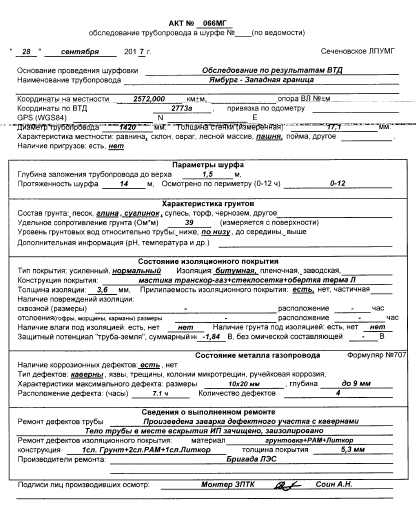 АКТ № 066МГ
обследование трубопровода в шурфе №____(по ведомости)
" 28 " сентября 2017 г. Сеченовское ЛПУМГ
Основание проведения шурфовки Обследование по результатам ВТД
Наименование трубопровода Ямбург - Западная граница
Координаты на местности 2572,000 км±м, опора ВЛ №±м
Координаты по ВТД 2773а , привязка по одометру
GPS (WGS84) N E
Диаметр трубопровода 1420 мм. Толщина стенки (измеренная) 17,1 мм.
Характеристика местности: равнина, склон, овраг, лесной массив, пашня, пойма, другое
Наличие пригрузов: есть, нет
Параметры шурфа
Глубина заложения трубопровода до верха 1,5 м.
Протяженность шурфа 14 м, Осмотрено по периметру (0-12 ч) 0-12
Характеристика грунтов
Состав грунта: песок, глина, суглинок, супесь, торф, чернозем, другое
Удельное сопротивление грунта (Ом*м) 39 (измеряется с поверхности)
Уровень грунтовых вод относительно трубы: ниже, по низу, до середины, выше
Дополнительная информация (pH, температура и др.)
Состояние изоляционного покрытия
Тип покрытия: усиленный, нормальный Изоляция: битумная, пленочная, заводская,
Конструкция покрытия: мастика транскор-газ+стеклосетка+обертка терма Л
Толщина изоляции: 3,6 мм, Прилипаемость изоляционного покрытия: есть, нет, частичная
Наличие повреждений изоляции:
сквозной (размеры) - расположение - час
отслоения(гофры, морщины, карманы) размеры - расположение - час
Наличие влаги под изоляцией: есть, нет нет Наличие грунта под изоляцией: есть, нет нет
Защитный потенциал "труба-земля", суммарный -1,84 В, без омической составляющей - В
Состояние металла газопровода Формуляр №707
Наличие коррозионных дефектов: есть, нет
Тип дефектов: каверны, язвы, трещины, колонии микротрещин, ручейковая коррозия,
Характеристики максимального дефекта: размеры 10х20 мм , глубина до 9 мм
Расположение дефекта: (часы) 7.1 ч Количество дефектов 4
Сведения о выполненном ремонте
Ремонт дефектов трубы Произведена заварка дефектного участка с кавернами
Тело трубы в месте вскрытия ИП зачищено, заизолировано
Ремонт дефектов изоляционного покрытия: материал грунтовка+РАМ+Литкор
конструкция 1сл. Грунт+2сл.РАМ+1сл.Литкор толщина покрытия 5,3 мм
Производители ремонта: Бригада ЛЭС
Подписи лиц производивших осмотр: Монтер ЭПТК Соин А.Н.